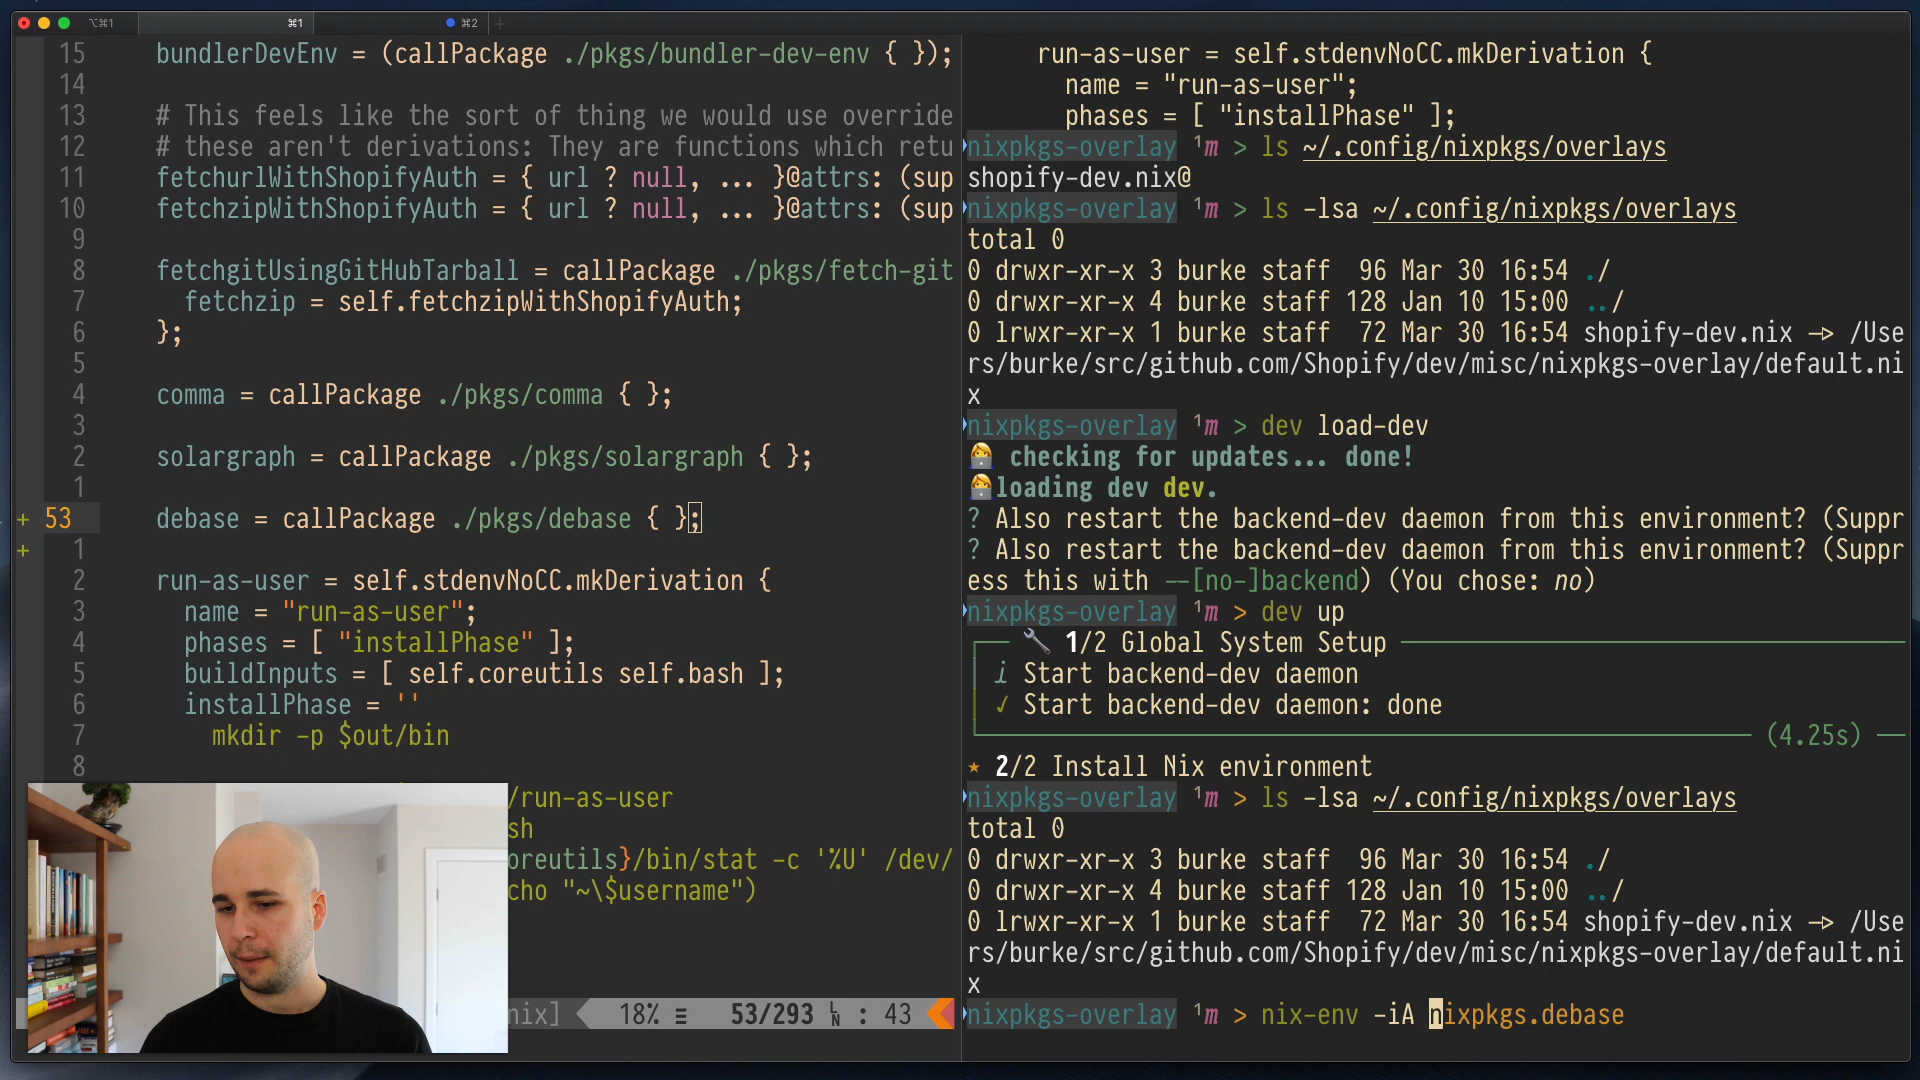 ⌥⌘1
⌘1
⌘2
15 bundlerDevEnv = (callPackage ./pkgs/bundler-dev-env { });
14
13 # This feels like the sort of thing we would use override
12 # these aren't derivations: They are functions which retu
11 fetchurlWithShopifyAuth = { url ? null, ... }@attrs: (sup
10 fetchzipWithShopifyAuth = { url ? null, ... }@attrs: (sup
9
8 fetchgitUsingGitHubTarball = callPackage ./pkgs/fetch-git
7 fetchzip = self.fetchzipWithShopifyAuth;
6 };
5
4 comma = callPackage ./pkgs/comma { };
3
2 solargraph = callPackage ./pkgs/solargraph { };
1
+ 53 debase = callPackage ./pkgs/debase { };
+ 1
2 run-as-user = self.stdenvNoCC.mkDerivation {
3 name = "run-as-user";
4 phases = [ "installPhase" ];
5 buildInputs = [ self.coreutils self.bash ];
6 installPhase = ''
7 mkdir -p $out/bin
8
/run-as-user
sh
oreutils}/bin/stat -c '%U' /dev/
cho "~\$username")
nix] 18% ≡ 53/293 LN : 43
run-as-user = self.stdenvNoCC.mkDerivation {
name = "run-as-user";
phases = [ "installPhase" ];
nixpkgs-overlay ¹m > ls ~/.config/nixpkgs/overlays
shopify-dev.nix@
nixpkgs-overlay ¹m > ls -lsa ~/.config/nixpkgs/overlays
total 0
0 drwxr-xr-x 3 burke staff 96 Mar 30 16:54 ./
0 drwxr-xr-x 4 burke staff 128 Jan 10 15:00 ../
0 lrwxr-xr-x 1 burke staff 72 Mar 30 16:54 shopify-dev.nix -> /Use
rs/burke/src/github.com/Shopify/dev/misc/nixpkgs-overlay/default.ni
x
nixpkgs-overlay ¹m > dev load-dev
checking for updates... done!
loading dev dev.
? Also restart the backend-dev daemon from this environment? (Suppr
? Also restart the backend-dev daemon from this environment? (Suppr
ess this with --[no-]backend) (You chose: no)
nixpkgs-overlay ¹m > dev up
1/2 Global System Setup
i Start backend-dev daemon
✓ Start backend-dev daemon: done
(4.25s)
★ 2/2 Install Nix environment
nixpkgs-overlay ¹m > ls -lsa ~/.config/nixpkgs/overlays
total 0
0 drwxr-xr-x 3 burke staff 96 Mar 30 16:54 ./
0 drwxr-xr-x 4 burke staff 128 Jan 10 15:00 ../
0 lrwxr-xr-x 1 burke staff 72 Mar 30 16:54 shopify-dev.nix -> /Use
rs/burke/src/github.com/Shopify/dev/misc/nixpkgs-overlay/default.ni
x
nixpkgs-overlay ¹m > nix-env -iA nixpkgs.debase